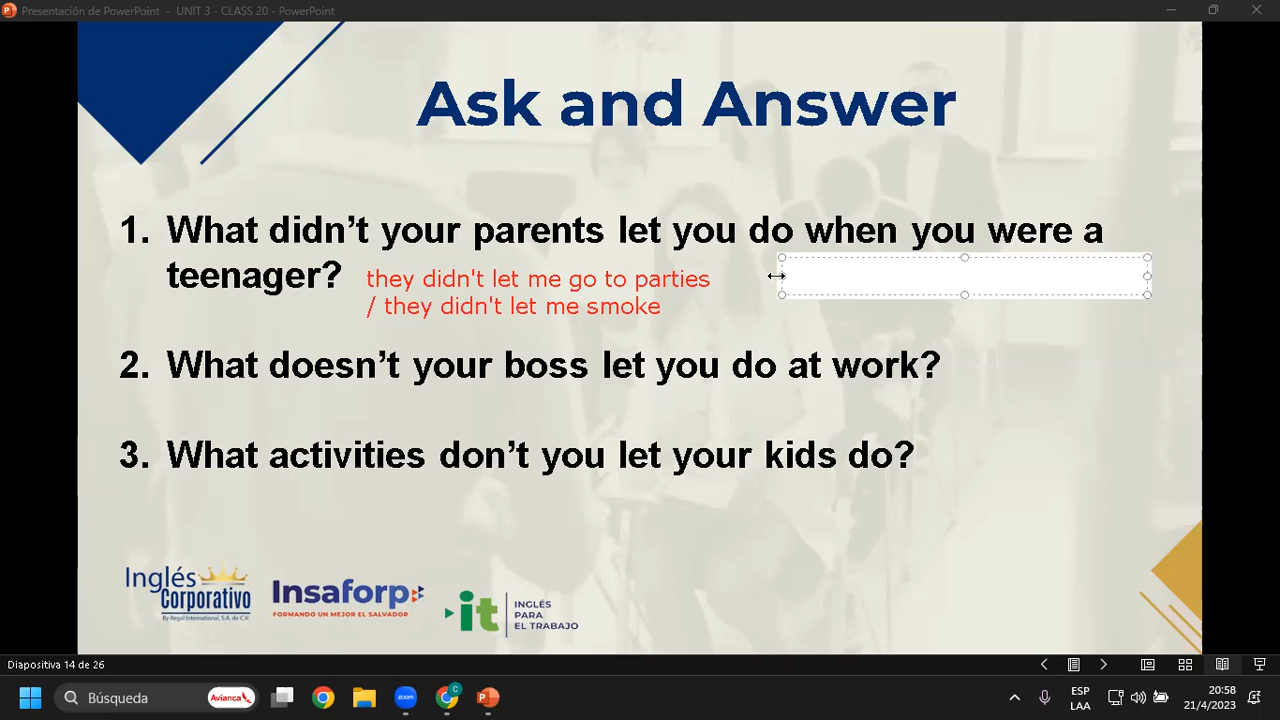 Presentación de PowerPoint - UNIT 3 - CLASS 20 - PowerPoint
Ask and Answer
1. What didn’t your parents let you do when you were a
teenager? they didn't let me go to parties
/ they didn't let me smoke
2. What doesn’t your boss let you do at work?
3. What activities don’t you let your kids do?
Inglés
Corporativo
By Regal International, S.A. de C.V.
Insaforp
FORMANDO UN MEJOR EL SALVADOR
it
INGLÉS
PARA
EL TRABAJO
Diapositiva 14 de 26
Búsqueda
Avianca
C
ESP
LAA
20:58
21/4/2023